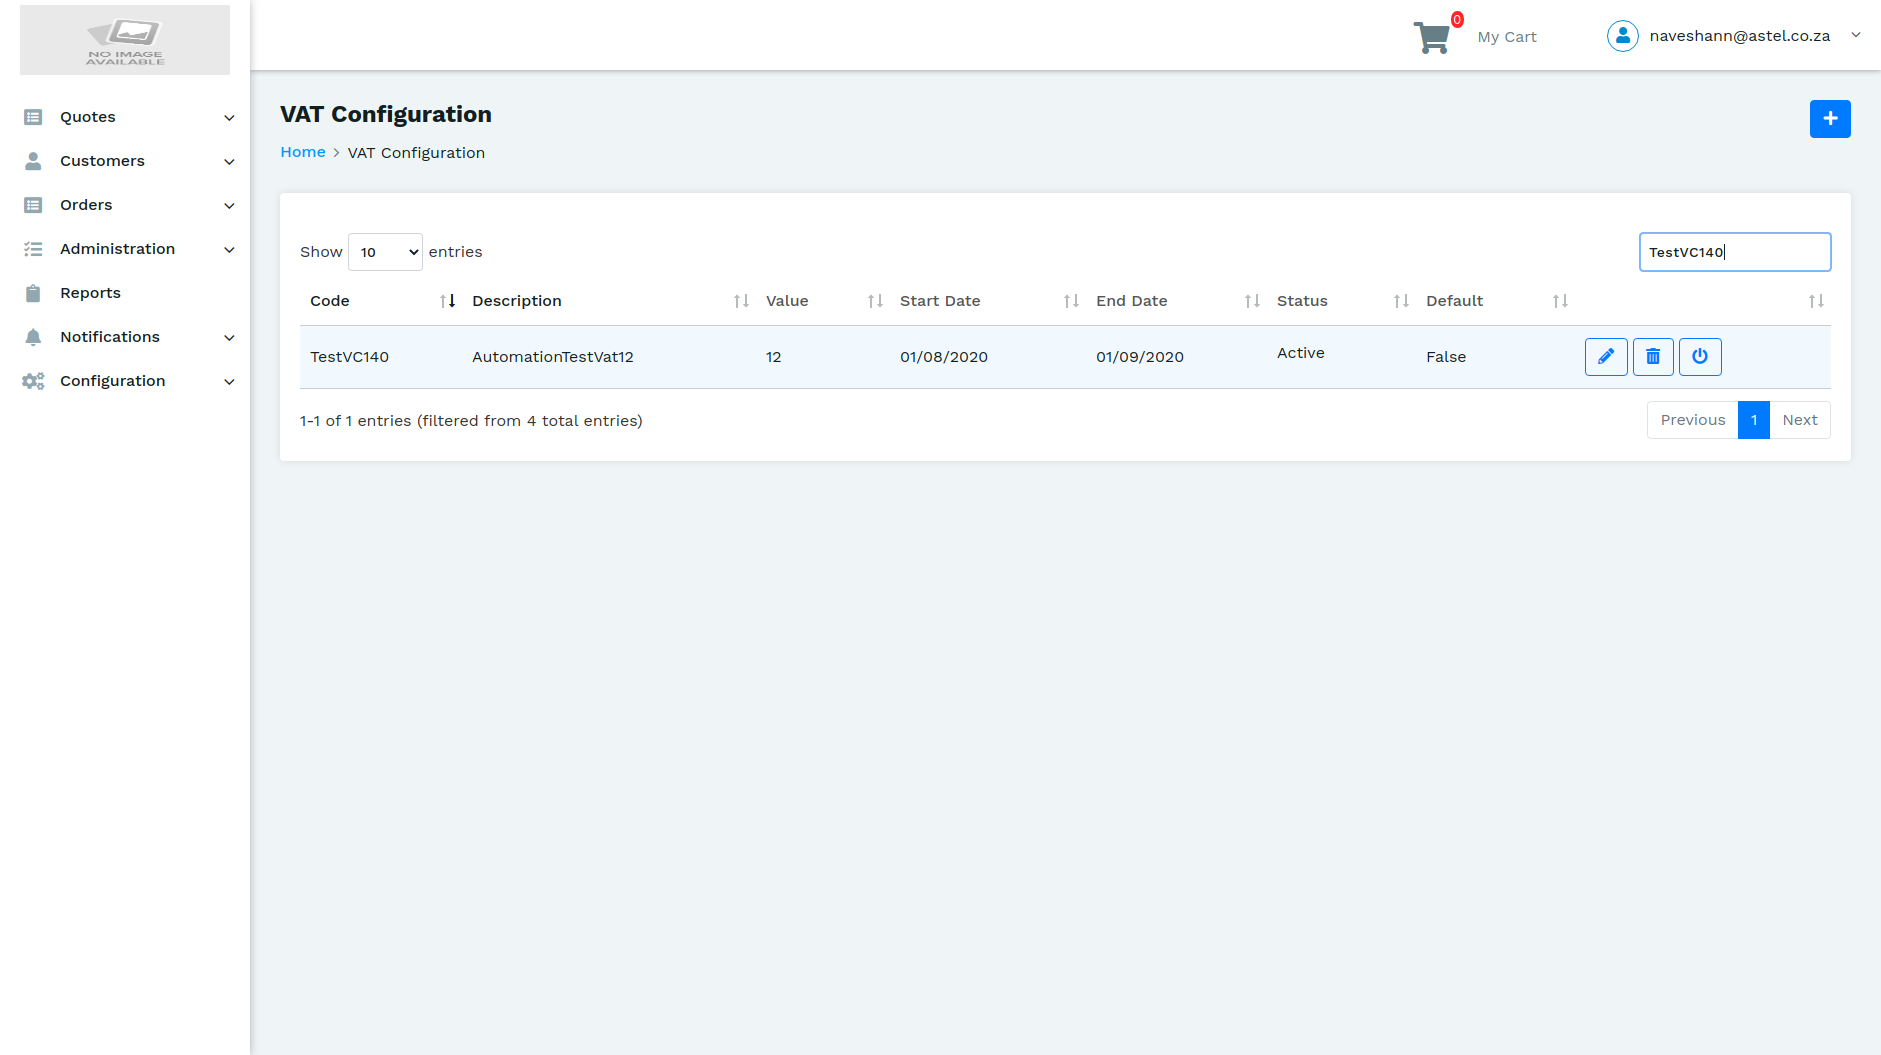 NO IMAGE
AVAILABLE
0
My Cart
naveshann@astel.co.za
Quotes
Customers
Orders
Administration
Reports
Notifications
Configuration
VAT Configuration
Home > VAT Configuration
Show 10 entries
TestVC140
Code Description Value Start Date End Date Status Default
TestVC140 AutomationTestVat12 12 01/08/2020 01/09/2020 Active False
1-1 of 1 entries (filtered from 4 total entries)
Previous 1 Next